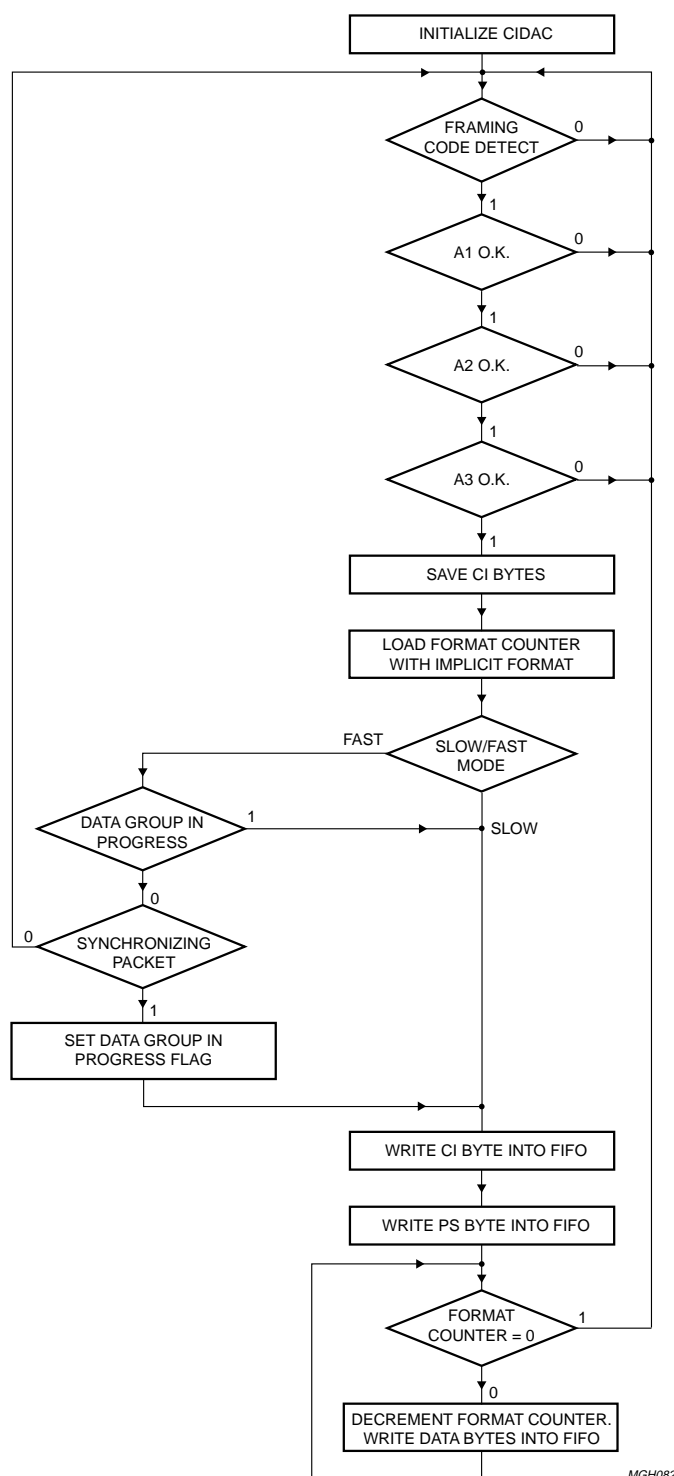 INITIALIZE CIDAC
FRAMING
CODE DETECT
0
1
A1 O.K.
0
1
A2 O.K.
0
1
A3 O.K.
0
1
SAVE CI BYTES
LOAD FORMAT COUNTER
WITH IMPLICIT FORMAT
FAST
SLOW/FAST
MODE
DATA GROUP IN
PROGRESS
1
SLOW
0
0
SYNCHRONIZING
PACKET
1
SET DATA GROUP IN
PROGRESS FLAG
WRITE CI BYTE INTO FIFO
WRITE PS BYTE INTO FIFO
FORMAT
COUNTER = 0
1
0
DECREMENT FORMAT COUNTER.
WRITE DATA BYTES INTO FIFO
MGH082